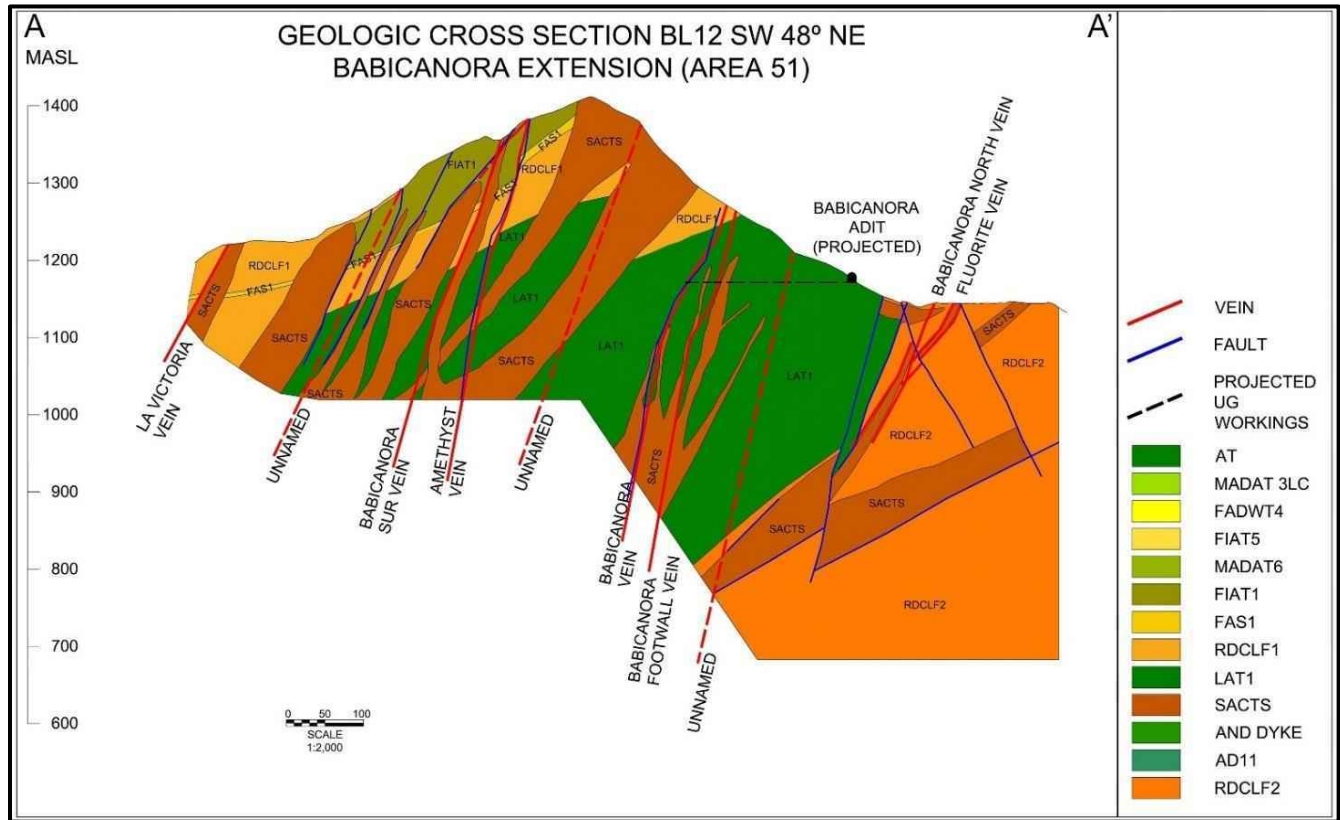 A
A'
GEOLOGIC CROSS SECTION BL12 SW 48º NE
BABICANORA EXTENSION (AREA 51)
MASL
1400
1300
1200
1100
1000
900
800
700
600
FIAT1
FAS1
SACTS
RDCLF1
FAS1
RDCLF1
FAS1
SACTS
FAS1
LAT1
RDCLF1
SACTS
SACTS
LAT1
SACTS
SACTS
LAT1
LAT1
SACTS
SACTS
RDCLF2
RDCLF2
SACTS
RDCLF2
BABICANORA
ADIT
(PROJECTED)
BABICANORA NORTH VEIN
FLUORITE VEIN
LA VICTORIA
VEIN
UNNAMED
BABICANORA
SUR VEIN
AMETHYST
VEIN
UNNAMED
BABICANORA
VEIN
BABICANORA
FOOTWALL VEIN
UNNAMED
0 50 100
SCALE
1:2,000
VEIN
FAULT
PROJECTED
UG
WORKINGS
AT
MADAT 3LC
FADWT4
FIAT5
MADAT6
FIAT1
FAS1
RDCLF1
LAT1
SACTS
AND DYKE
AD11
RDCLF2